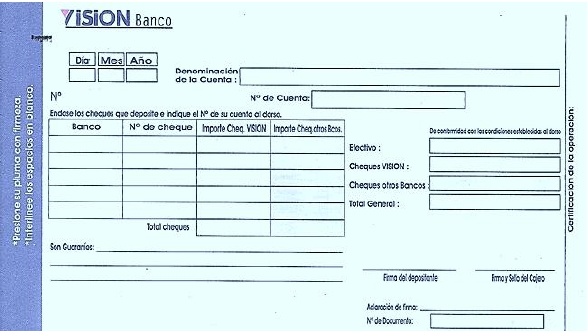 VISION Banco
Día Mes Año
Denominación
de la Cuenta :
Nº
Nº de Cuenta:
Endose los cheques que deposite e indique el Nº de su cuenta al dorso.
Banco Nº de cheque Importe Cheq. VISION Importe Cheq. otros Bcos.
De conformidad con las condiciones establecidas al dorso
Efectivo :
Cheques VISION :
Cheques otros Bancos :
Total General :
Total cheques
Son Guaraníes:
Firma del depositante
Firma y Sello del Cajero
Aclaración de firma:
Nº de Documento:
*Presione su pluma con firmeza.
*Interlinee los espacios en blanco.
Certificación de la operación: